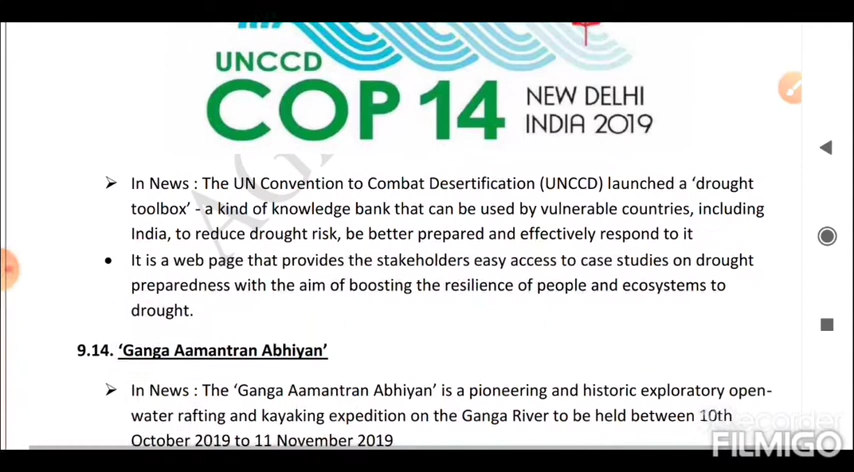 UNCCD
COP 14
NEW DELHI
INDIA 2019
➢ In News : The UN Convention to Combat Desertification (UNCCD) launched a ‘drought
toolbox’ - a kind of knowledge bank that can be used by vulnerable countries, including
India, to reduce drought risk, be better prepared and effectively respond to it
• It is a web page that provides the stakeholders easy access to case studies on drought
preparedness with the aim of boosting the resilience of people and ecosystems to
drought.
9.14. ‘Ganga Aamantran Abhiyan’
➢ In News : The ‘Ganga Aamantran Abhiyan’ is a pioneering and historic exploratory open-
water rafting and kayaking expedition on the Ganga River to be held between 10th
October 2019 to 11 November 2019
FILMIGO